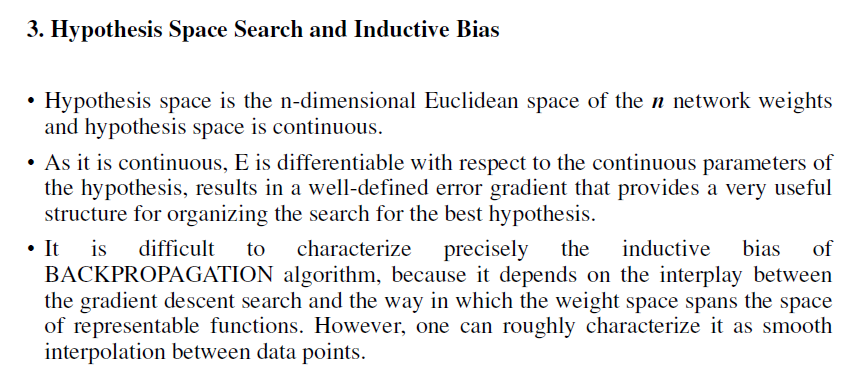 3. Hypothesis Space Search and Inductive Bias
• Hypothesis space is the n-dimensional Euclidean space of the n network weights
and hypothesis space is continuous.
• As it is continuous, E is differentiable with respect to the continuous parameters of
the hypothesis, results in a well-defined error gradient that provides a very useful
structure for organizing the search for the best hypothesis.
• It is difficult to characterize precisely the inductive bias of
BACKPROPAGATION algorithm, because it depends on the interplay between
the gradient descent search and the way in which the weight space spans the space
of representable functions. However, one can roughly characterize it as smooth
interpolation between data points.